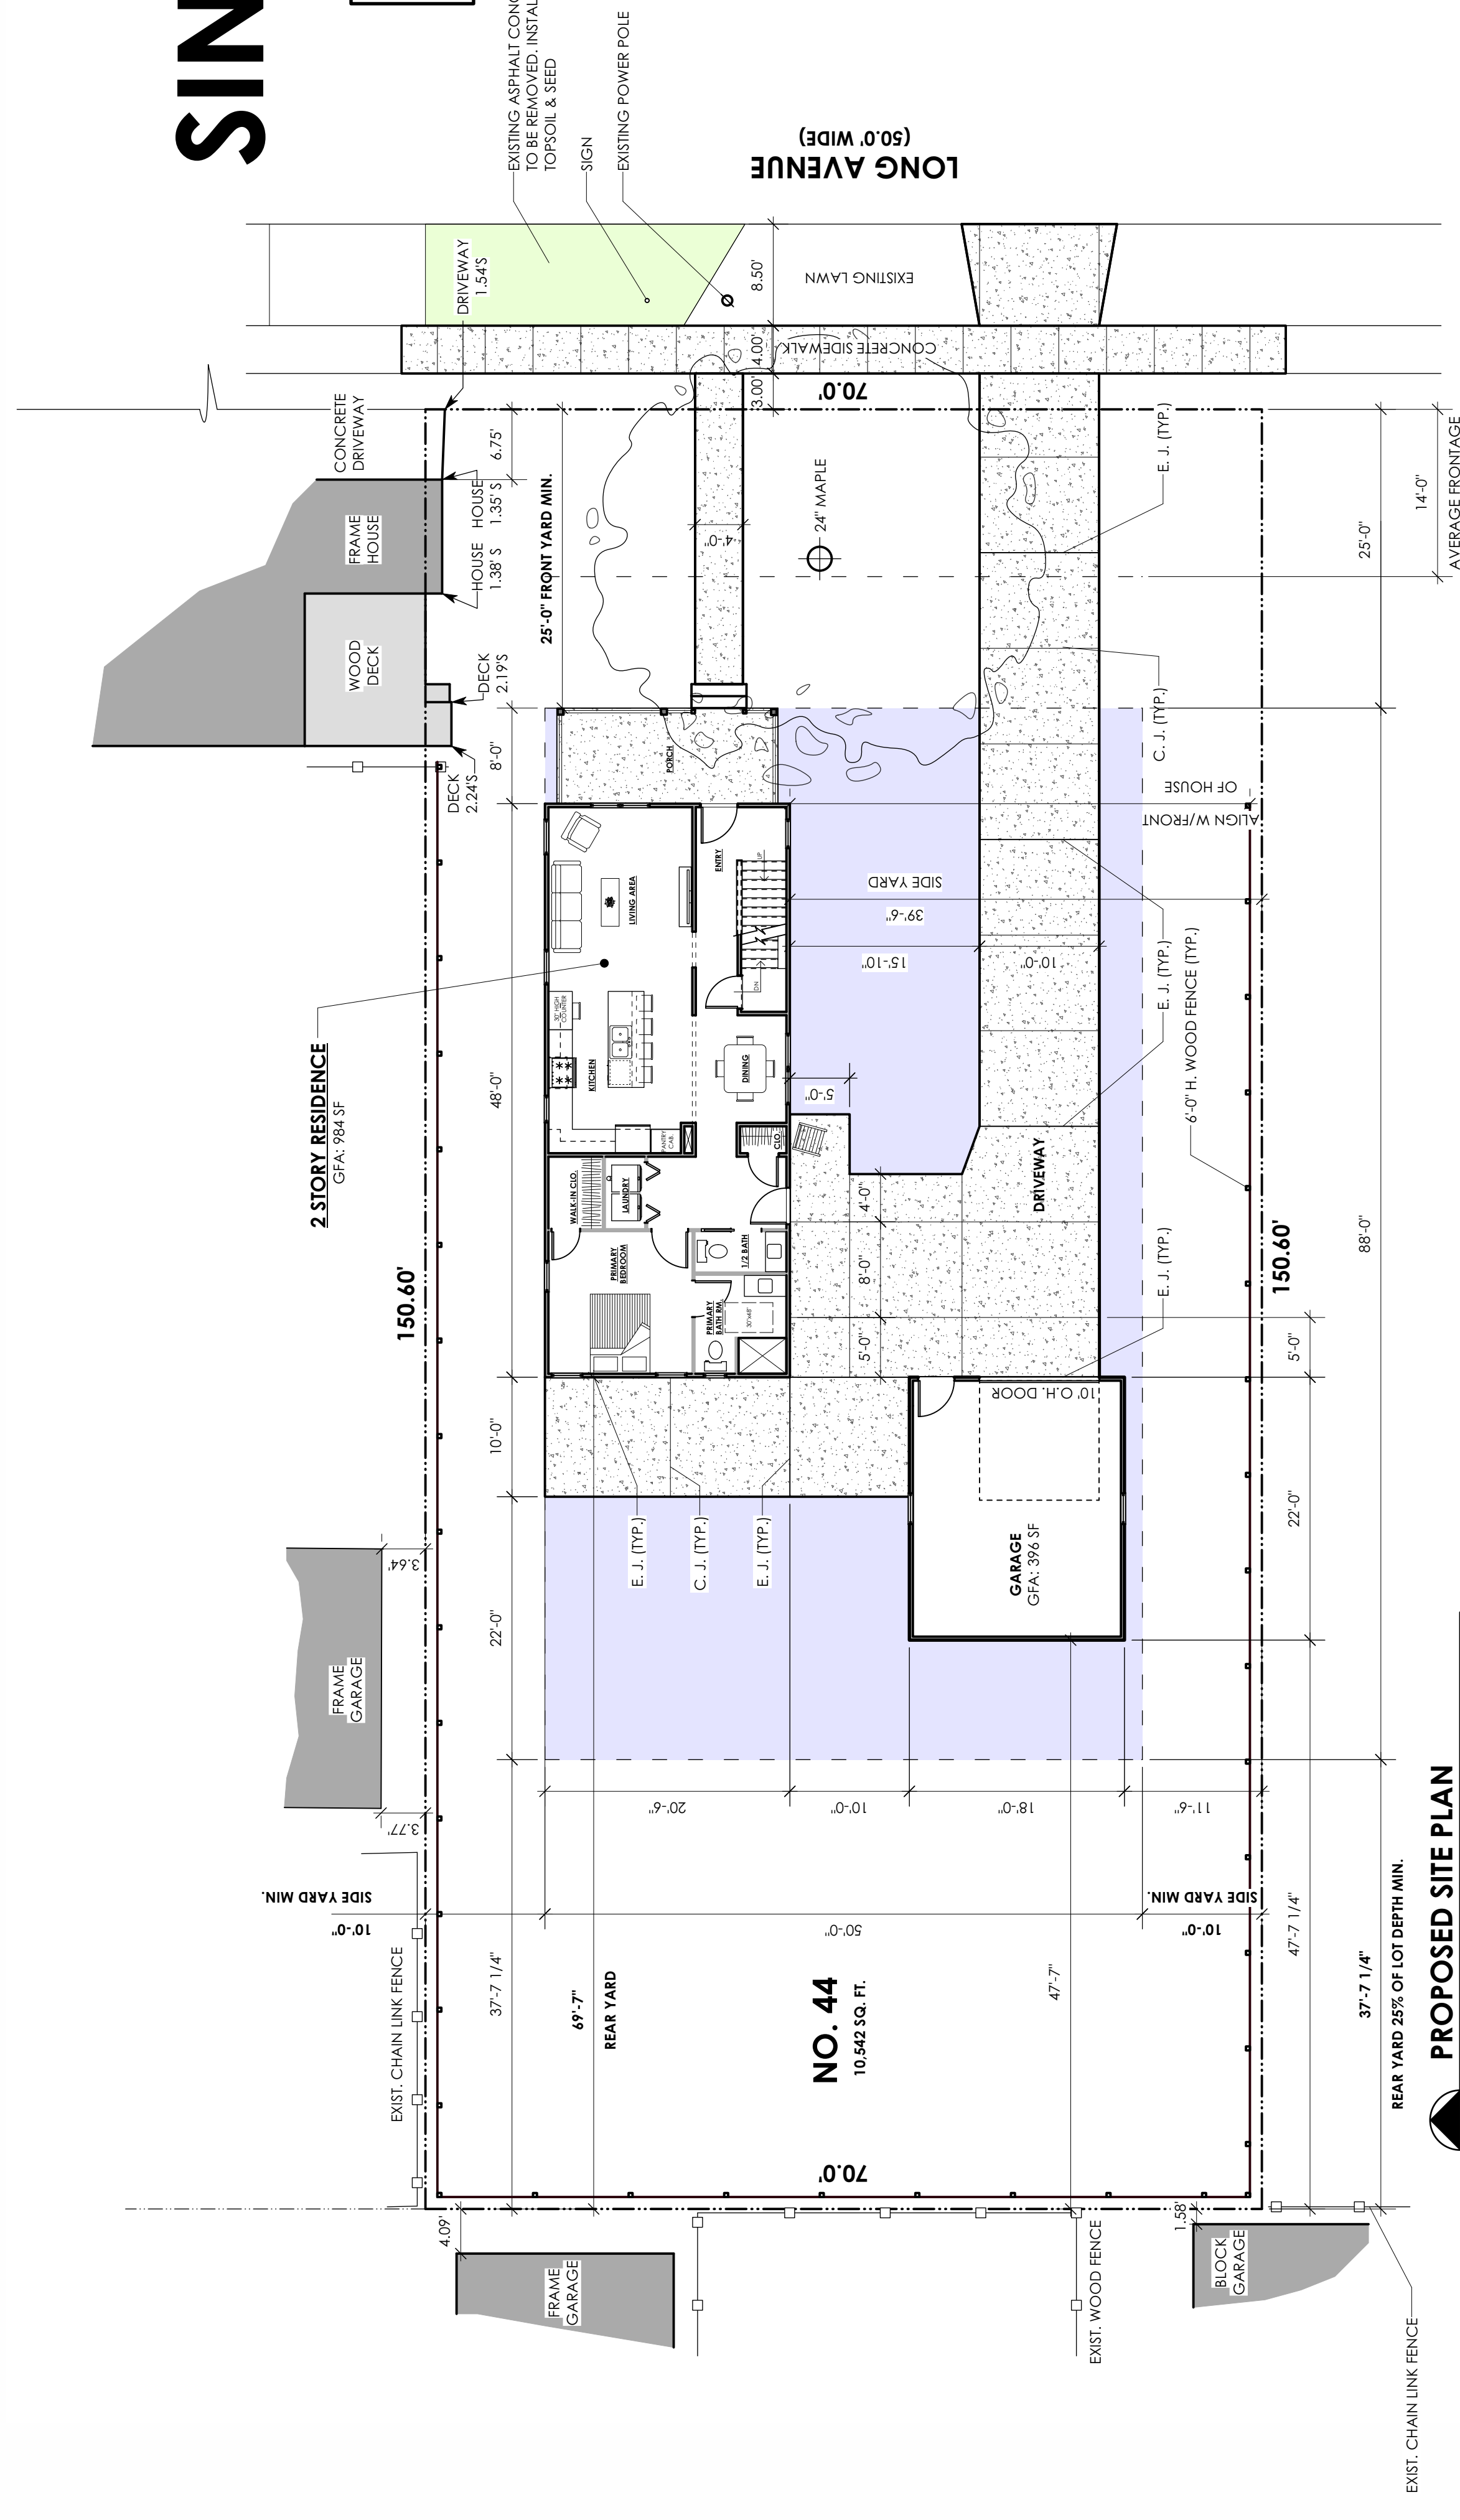 SIN
EXISTING ASPHALT CONC
TO BE REMOVED. INSTAL
TOPSOIL & SEED
SIGN
EXISTING POWER POLE
LONG AVENUE
(50.0' WIDE)
DRIVEWAY
1.54'S
8.50'
EXISTING LAWN
4.00'
CONCRETE SIDEWALK
3.00'
70.0'
CONCRETE
DRIVEWAY
6.75'
HOUSE
1.35' S
HOUSE
1.38' S
FRAME
HOUSE
WOOD
DECK
DECK
2.19'S
DECK
2.24'S
25'-0" FRONT YARD MIN.
4'-0"
24" MAPLE
E. J. (TYP.)
C. J. (TYP.)
14'-0"
AVERAGE FRONTAGE
25'-0"
8'-0"
PORCH
ALIGN W/FRONT
OF HOUSE
ENTRY
UP
LIVING AREA
SIDE YARD
39'-6"
15'-10"
10'-0"
DN
30" HIGH
COUNTER
KITCHEN
DINING
PANTRY
CAB.
CLO.
5'-0"
2 STORY RESIDENCE
GFA: 984 SF
48'-0"
WALK-IN CLO.
LAUNDRY
PRIMARY
BEDROOM
1/2 BATH
PRIMARY
BATH RM.
30"x48"
4'-0"
8'-0"
5'-0"
DRIVEWAY
E. J. (TYP.)
6'-0" H. WOOD FENCE (TYP.)
E. J. (TYP.)
150.60'
150.60'
88'-0"
5'-0"
10'-0"
10' O.H. DOOR
GARAGE
GFA: 396 SF
22'-0"
E. J. (TYP.)
C. J. (TYP.)
E. J. (TYP.)
22'-0"
3.64'
FRAME
GARAGE
3.77'
20'-6"
10'-0"
18'-0"
11'-6"
SIDE YARD MIN.
10'-0"
50'-0"
SIDE YARD MIN.
10'-0"
EXIST. CHAIN LINK FENCE
37'-7 1/4"
69'-7"
REAR YARD
NO. 44
10,542 SQ. FT.
47'-7"
47'-7 1/4"
37'-7 1/4"
REAR YARD 25% OF LOT DEPTH MIN.
PROPOSED SITE PLAN
70.0'
4.09'
FRAME
GARAGE
EXIST. WOOD FENCE
1.58'
BLOCK
GARAGE
EXIST. CHAIN LINK FENCE